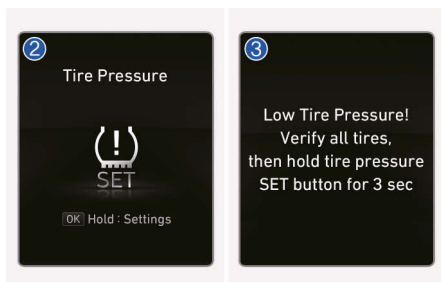 2
Tire Pressure
(!)
SET
OK Hold : Settings
3
Low Tire Pressure!
Verify all tires,
then hold tire pressure
SET button for 3 sec